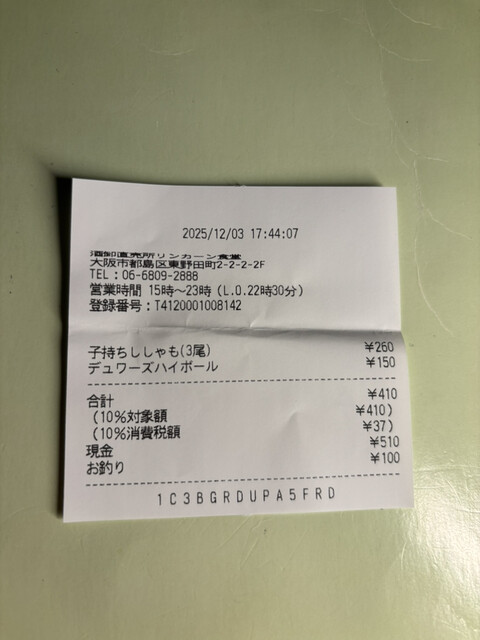 2025/12/03 17:44:07
酒卸直売所リンカーン食堂
大阪市都島区東野田町2-2-2-2F
TEL：06-6809-2888
営業時間 15時～23時（L.O.22時30分）
登録番号：T4120001008142
子持ちししゃも(3尾) ¥260
デュワーズハイボール ¥150
合計 ¥410
（10%対象額 ¥410）
（10%消費税額 ¥37）
現金 ¥510
お釣り ¥100
1C3BGRDUPA5FRD